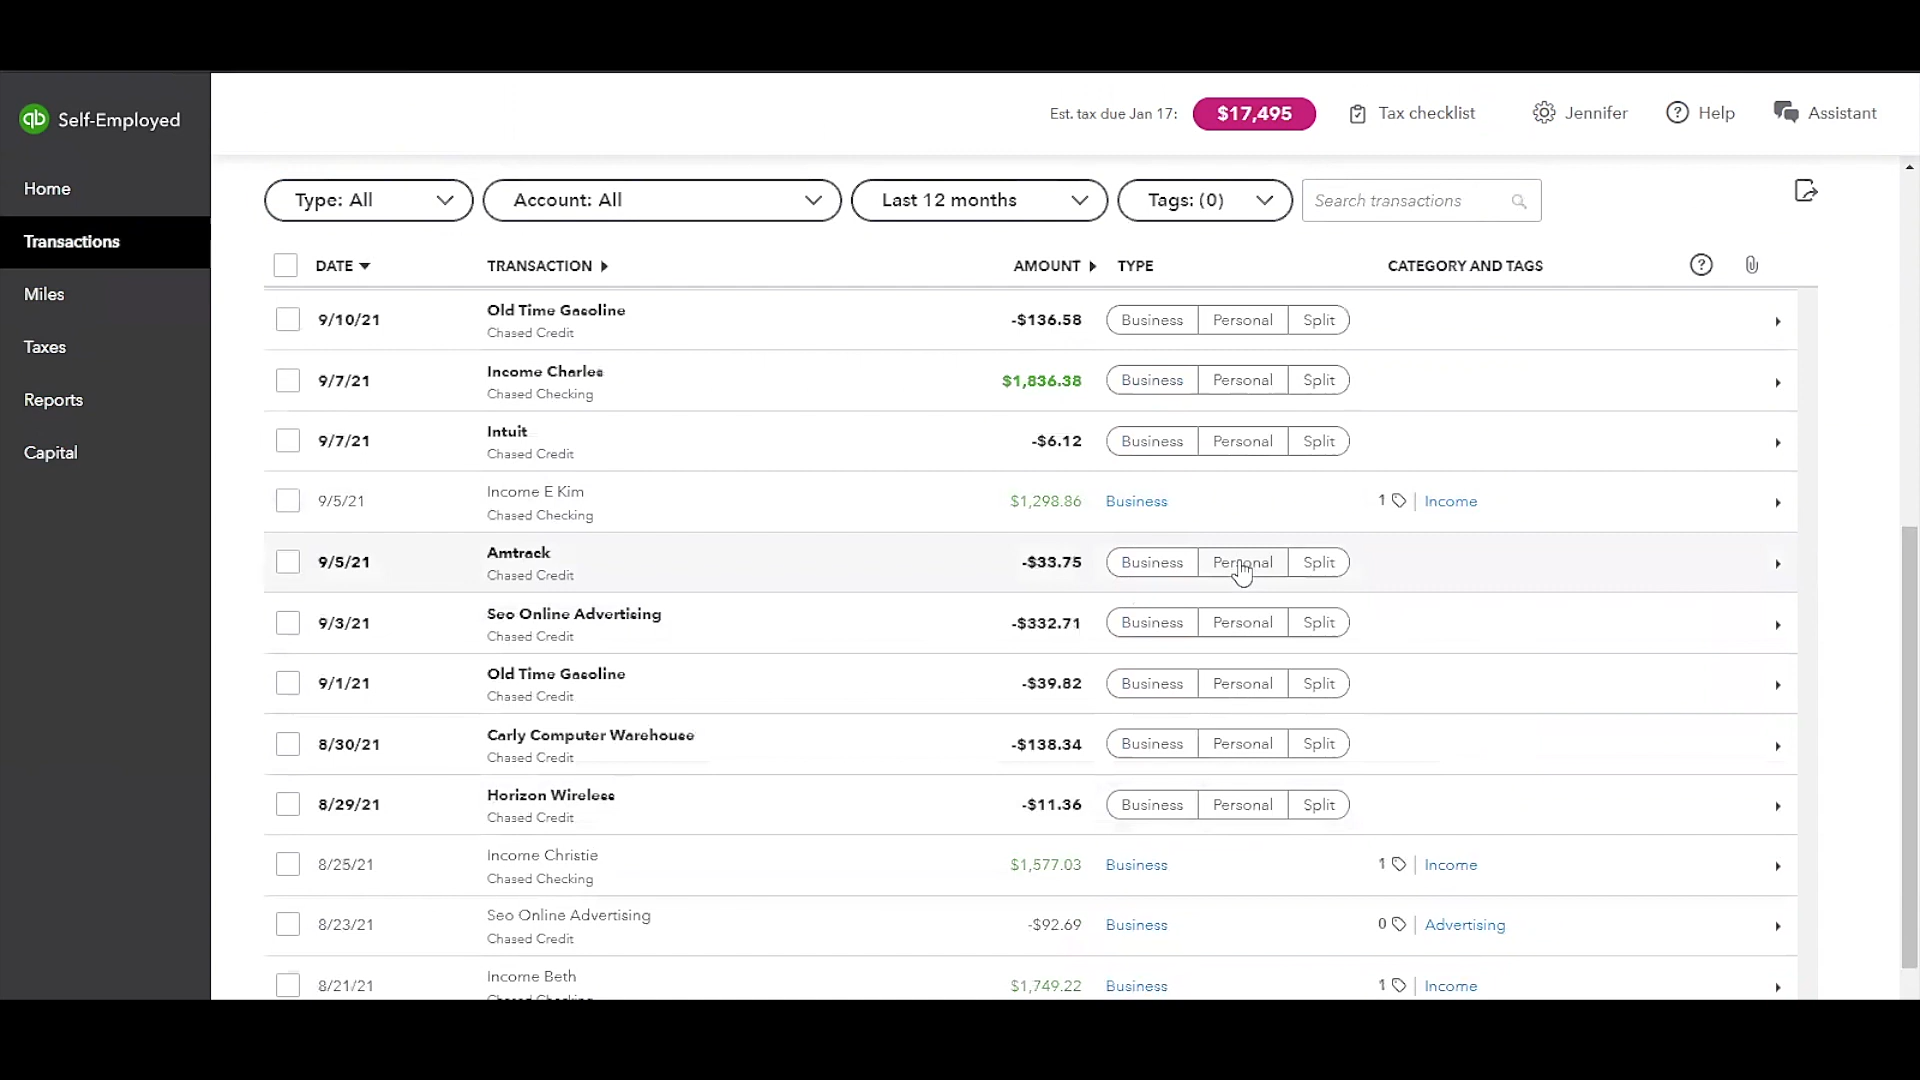 qb Self-Employed
Est. tax due Jan 17: $17,495 Tax checklist Jennifer Help Assistant
Home
Transactions
Miles
Taxes
Reports
Capital
Type: All Account: All Last 12 months Tags: (0) Search transactions
DATE TRANSACTION AMOUNT TYPE CATEGORY AND TAGS ?
9/10/21 Old Time Gasoline -$136.58 Business Personal Split
Chased Credit
9/7/21 Income Charles $1,836.38 Business Personal Split
Chased Checking
9/7/21 Intuit -$6.12 Business Personal Split
Chased Credit
9/5/21 Income E Kim $1,298.86 Business 1 Income
Chased Checking
9/5/21 Amtrack -$33.75 Business Personal Split
Chased Credit
9/3/21 Seo Online Advertising -$332.71 Business Personal Split
Chased Credit
9/1/21 Old Time Gasoline -$39.82 Business Personal Split
Chased Credit
8/30/21 Carly Computer Warehouse -$138.34 Business Personal Split
Chased Credit
8/29/21 Horizon Wireless -$11.36 Business Personal Split
Chased Credit
8/25/21 Income Christie $1,577.03 Business 1 Income
Chased Checking
8/23/21 Seo Online Advertising -$92.69 Business 0 Advertising
Chased Credit
8/21/21 Income Beth $1,749.22 Business 1 Income